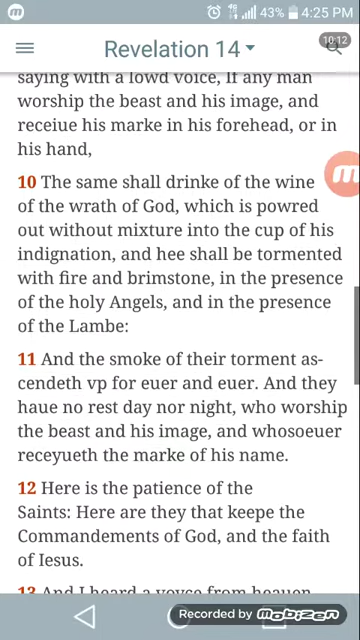 4G 43% 4:25 PM
Revelation 14
10:12
saying with a lowd voice, If any man
worship the beast and his image, and
receiue his marke in his forehead, or in
his hand,
10 The same shall drinke of the wine
of the wrath of God, which is powred
out without mixture into the cup of his
indignation, and hee shall be tormented
with fire and brimstone, in the presence
of the holy Angels, and in the presence
of the Lambe:
11 And the smoke of their torment as-
cendeth vp for euer and euer. And they
haue no rest day nor night, who worship
the beast and his image, and whosoeuer
receyueth the marke of his name.
12 Here is the patience of the
Saints: Here are they that keepe the
Commandements of God, and the faith
of Iesus.
13 And I heard a voyce from heauen,
Recorded by mobizen